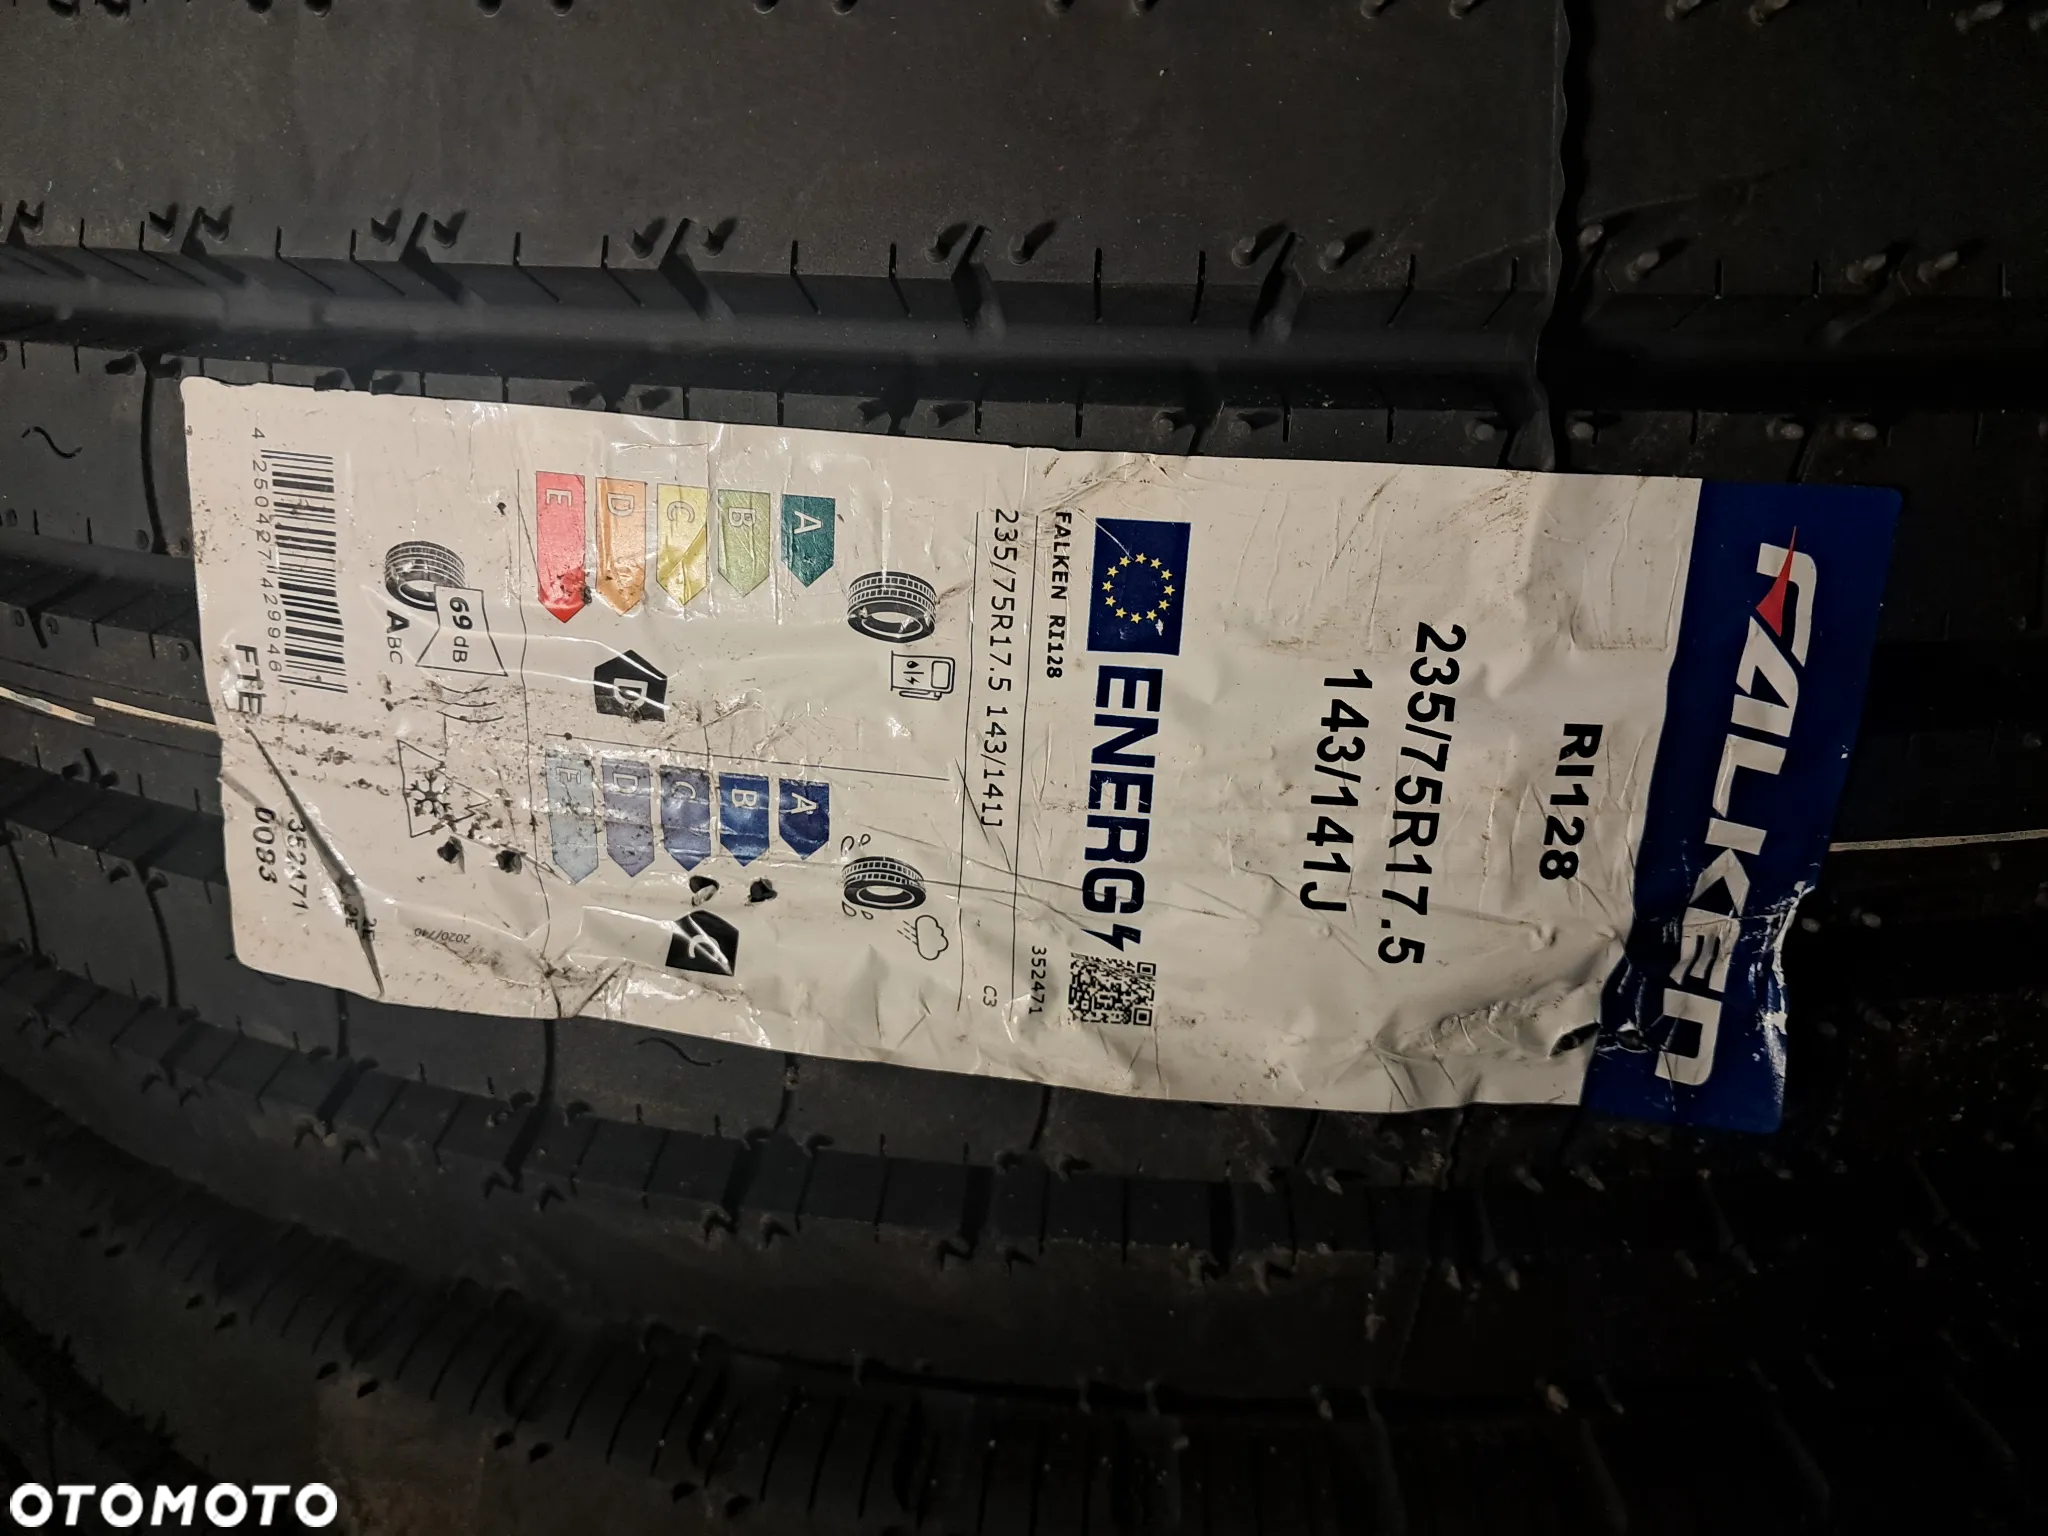 FALKEN
RI128
235/75R17.5
143/141J
ENERG
FALKEN RI128
352471
235/75R17.5 143/141J
C3
A
B
C
D
E
D
A
B
C
D
E
C
69 dB
ABC
2020/740
4 250427 429948
352471
FTE
0083
OTOMOTO